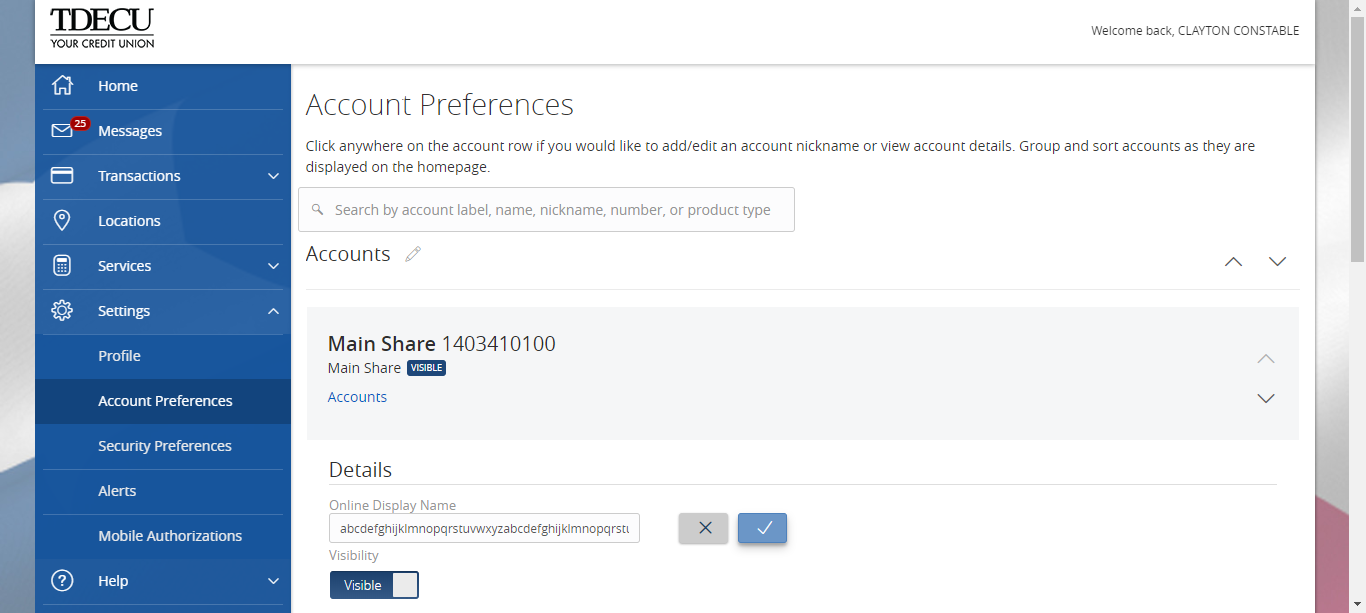 TDECU
YOUR CREDIT UNION
Welcome back, CLAYTON CONSTABLE
Home
25
Messages
Transactions
Locations
Services
Settings
Profile
Account Preferences
Security Preferences
Alerts
Mobile Authorizations
? Help
Account Preferences
Click anywhere on the account row if you would like to add/edit an account nickname or view account details. Group and sort accounts as they are
displayed on the homepage.
Search by account label, name, nickname, number, or product type
Accounts
Main Share 1403410100
Main Share VISIBLE
Accounts
Details
Online Display Name
abcdefghijklmnopqrstuvwxyzabcdefghijklmnopqrst
Visibility
Visible